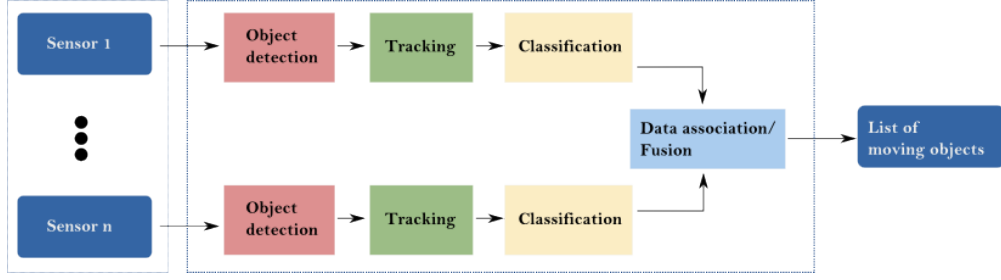 Sensor 1
Object
detection
Tracking
Classification
Data association/
Fusion
List of
moving objects
Sensor n
Object
detection
Tracking
Classification